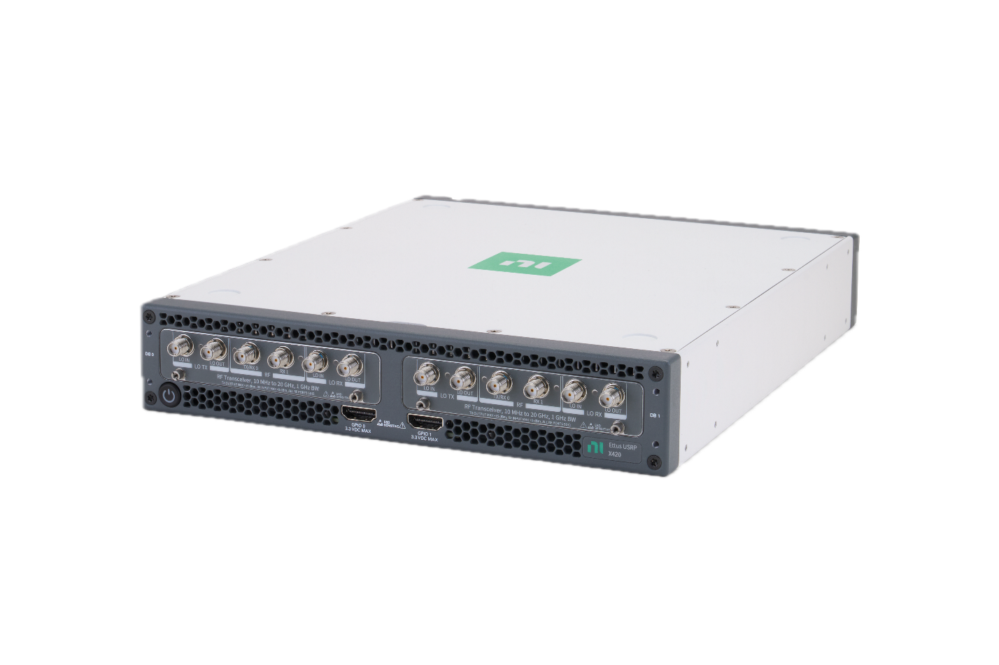 ni
DB 0
LO IN
LO TX
LO OUT
TX/RX 0
RF
RX 1
LO IN
LO RX
LO OUT
RF Transceiver, 10 MHz to 20 GHz, 1 GHz BW
GPIO 0
3.3 VDC MAX
ESD
SENSITIVE
GPIO 1
3.3 VDC MAX
LO IN
LO TX
LO OUT
TX/RX 0
RF
RX 1
LO IN
LO RX
LO OUT
RF Transceiver, 10 MHz to 20 GHz, 1 GHz BW
ESD
SENSITIVE
DB 1
ni
Ettus USRP
X420